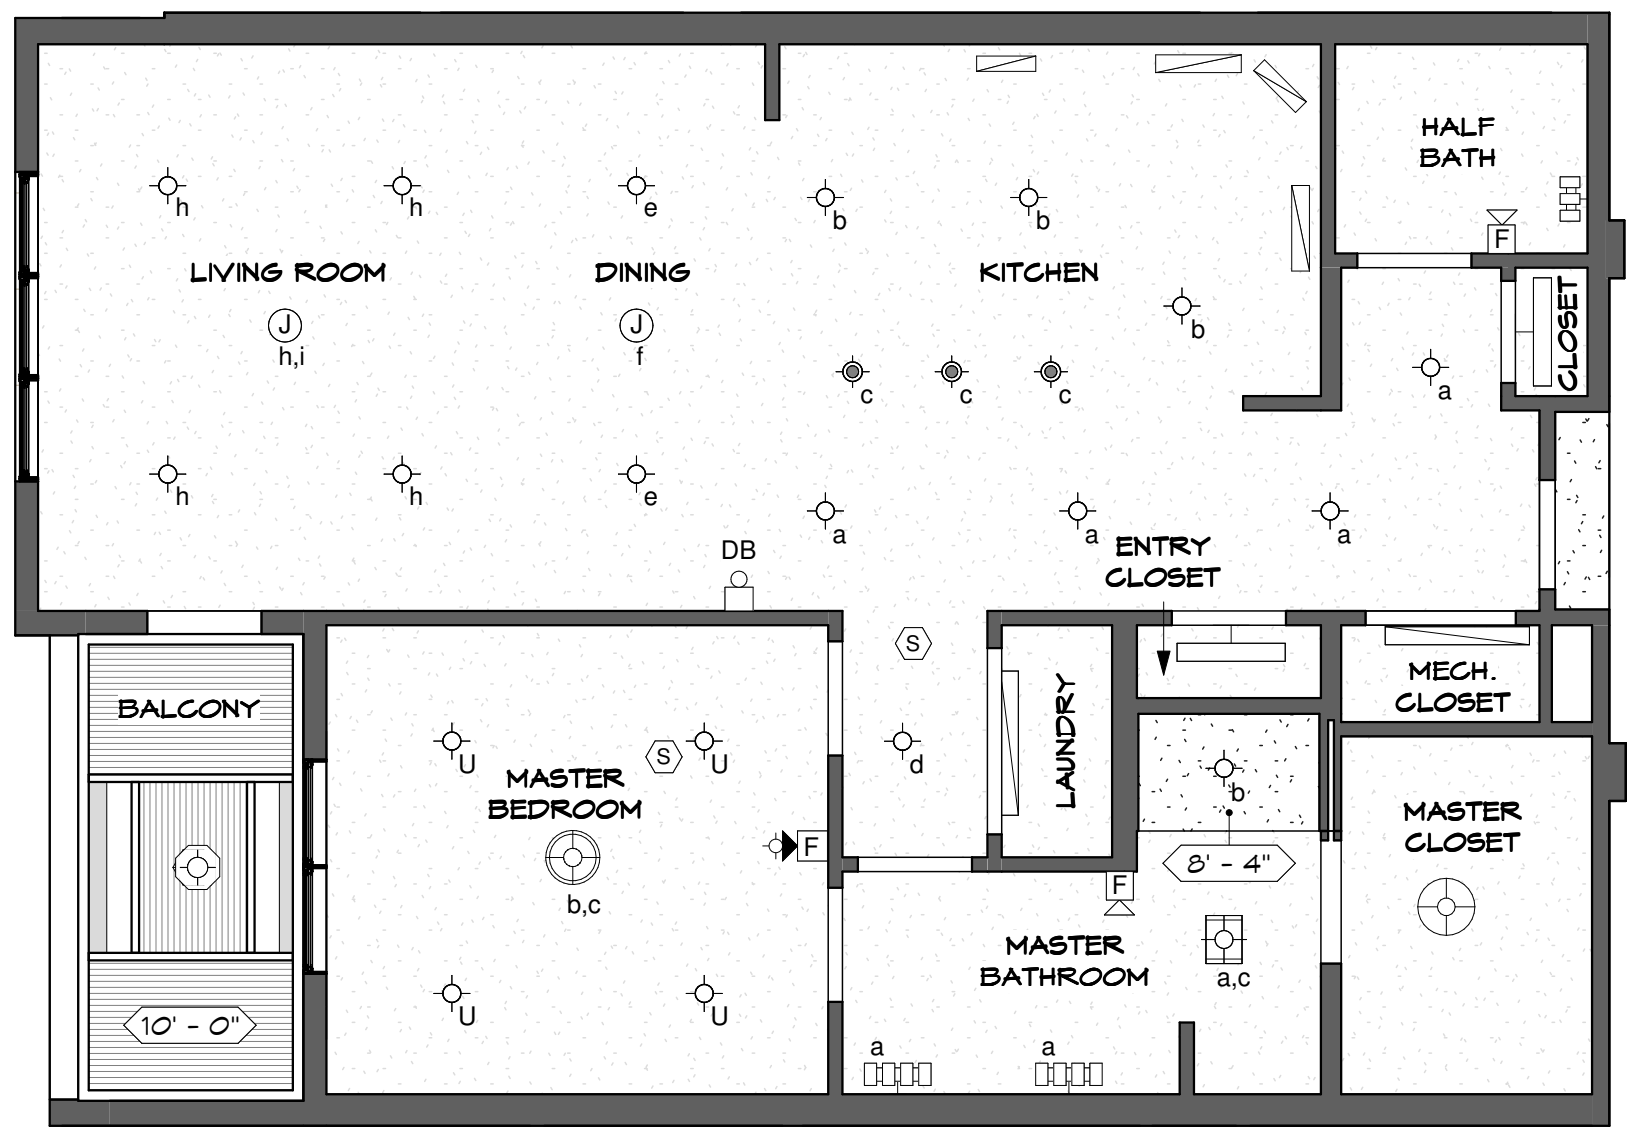 HALF
BATH
h
h
e
b
b
F
LIVING ROOM
DINING
KITCHEN
CLOSET
J
h,i
J
f
b
c
c
c
a
h
h
e
a
a
a
DB
ENTRY
CLOSET
S
BALCONY
LAUNDRY
MECH.
CLOSET
U
S
U
d
b
MASTER
BEDROOM
MASTER
CLOSET
F
8' - 4"
b,c
F
MASTER
BATHROOM
a,c
U
U
10' - 0"
a
a